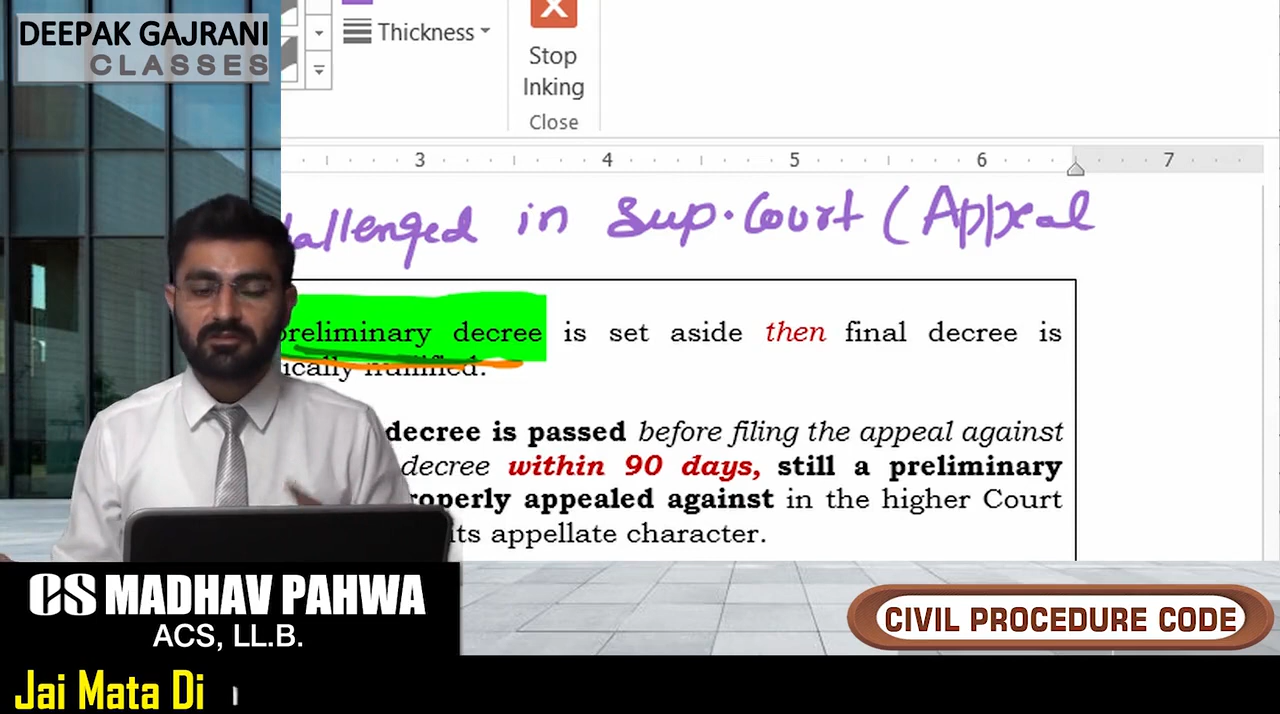 DEEPAK GAJRANI
CLASSES
Thickness
Stop
Inking
Close
3 4 5 6 7
in Sup. Court (Appeal
preliminary decree is set aside then final decree is
nullified.
decree is passed before filing the appeal against
decree within 90 days, still a preliminary
appealed against in the higher Court
its appellate character.
CS MADHAV PAHWA
ACS, LL.B.
CIVIL PROCEDURE CODE
Jai Mata Di